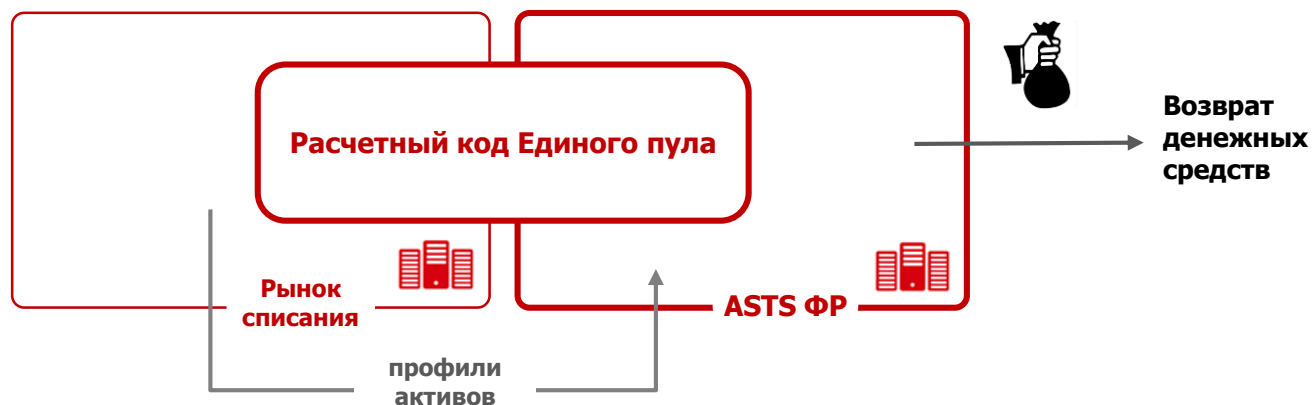 Расчетный код Единого пула
Возврат
денежных
средств
Рынок
списания
ASTS ФР
профили
активов